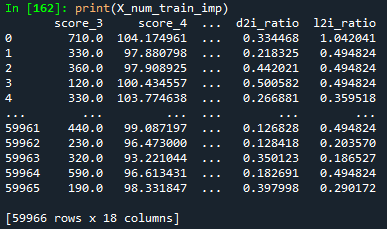 In [162]: print(X_num_train_imp)
score_3 score_4 ... d2i_ratio l2i_ratio
0 710.0 104.174961 ... 0.334468 1.042041
1 330.0 97.880798 ... 0.218325 0.494824
2 360.0 97.908925 ... 0.442021 0.494824
3 120.0 100.434557 ... 0.500582 0.494824
4 330.0 103.774638 ... 0.266881 0.359518
... ... ... ... ... ...
59961 440.0 99.087197 ... 0.126828 0.494824
59962 230.0 96.473000 ... 0.128418 0.203570
59963 320.0 93.221044 ... 0.350123 0.186527
59964 590.0 96.613431 ... 0.182691 0.494824
59965 190.0 98.331847 ... 0.397998 0.290172
[59966 rows x 18 columns]